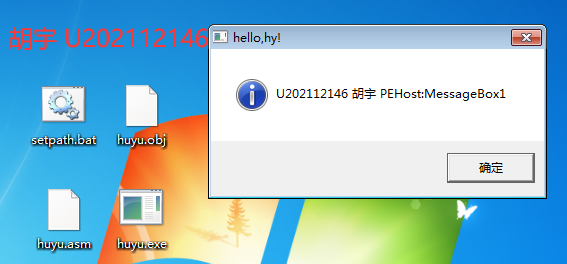 胡宇 U202112146
hello,hy!
U202112146 胡宇 PEHost:MessageBox1
确定
setpath.bat
huyu.obj
huyu.asm
huyu.exe